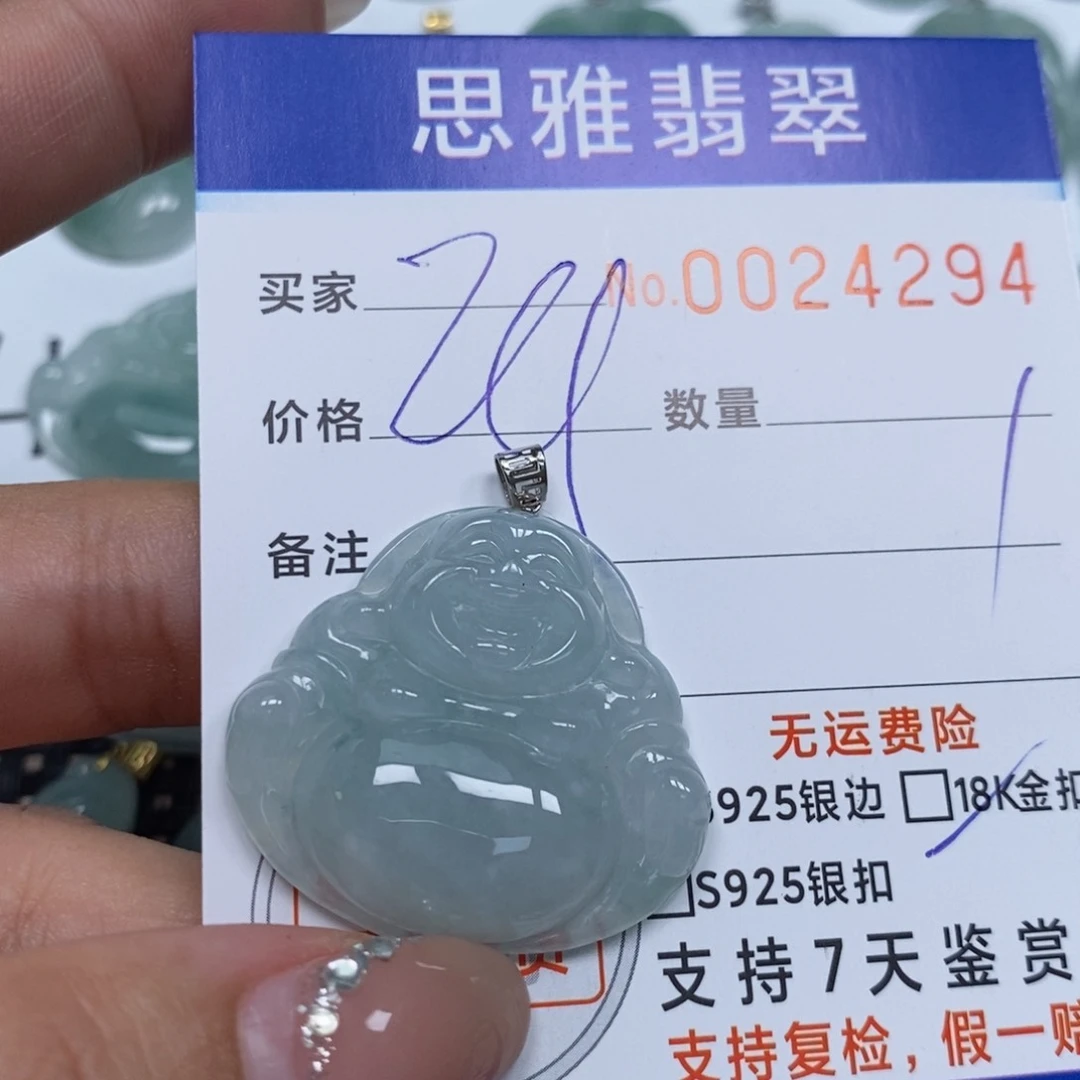 思雅翡翠
买家
No.0024294
价格
数量
1
备注
无运费险
S925银边 18K金扣
S925银扣
支持7天鉴赏
支持复检，假一赔